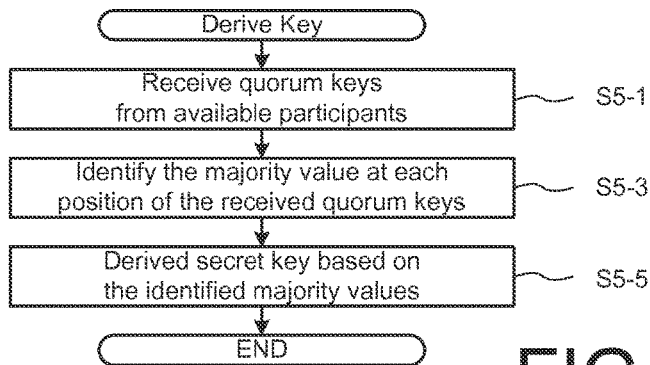 Derive Key
Receive quorum keys
from available participants
S5-1
Identify the majority value at each
position of the received quorum keys
S5-3
Derived secret key based on
the identified majority values
S5-5
END
FIG